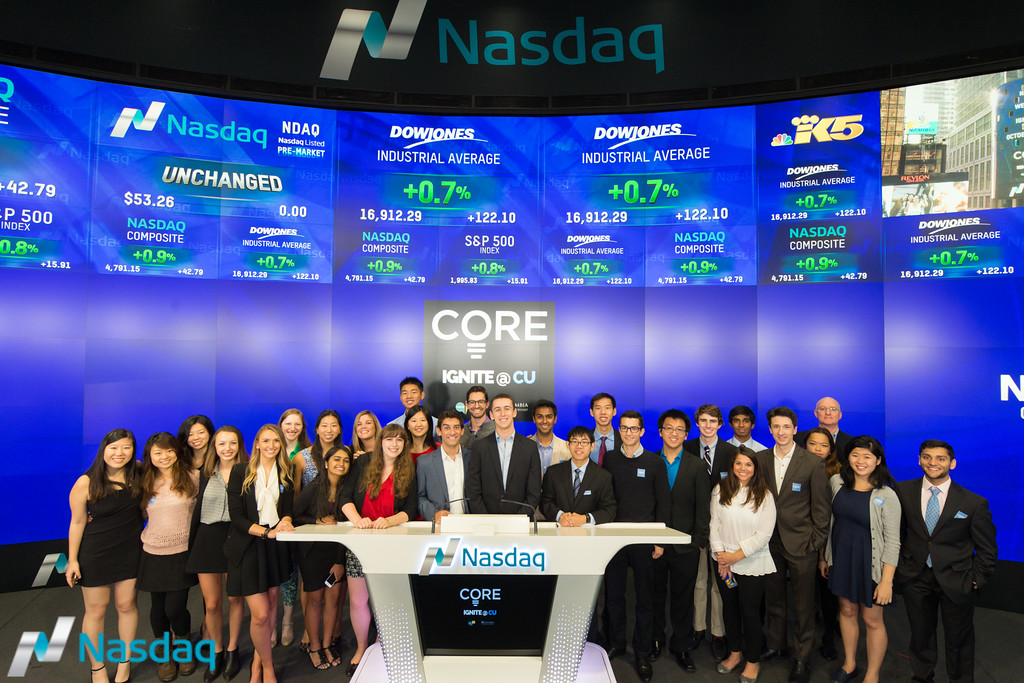 Nasdaq
Q
E
+42.79
S&P 500
INDEX
0.8%
+15.91
Nasdaq
NDAQ
Nasdaq Listed
PRE-MARKET
UNCHANGED
$53.26
0.00
NASDAQ
COMPOSITE
+0.9%
4,791.15 +42.79
DOWJONES
INDUSTRIAL AVERAGE
+0.7%
16,912.29 +122.10
DOWJONES
INDUSTRIAL AVERAGE
+0.7%
16,912.29 +122.10
NASDAQ
COMPOSITE
+0.9%
4,791.15 +42.79
S&P 500
INDEX
+0.8%
1,995.83 +15.91
DOWJONES
INDUSTRIAL AVERAGE
+0.7%
16,912.29 +122.10
DOWJONES
INDUSTRIAL AVERAGE
+0.7%
16,912.29 +122.10
NASDAQ
COMPOSITE
+0.9%
4,791.15 +42.79
K5
DOWJONES
INDUSTRIAL AVERAGE
+0.7%
16,912.29 +122.10
NASDAQ
COMPOSITE
+0.9%
4,791.15 +42.79
REVLON
DOWJONES
INDUSTRIAL AVERAGE
+0.7%
16,912.29 +122.10
CORE
IGNITE @ CU
N
Nasdaq
CORE
IGNITE @ CU
Nasdaq